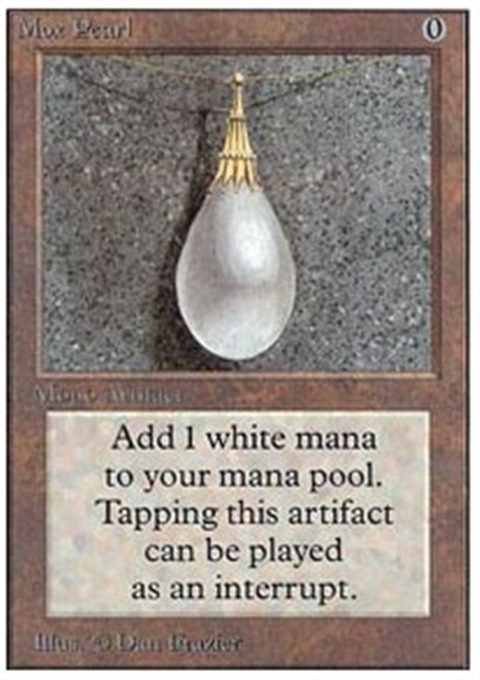 Mox Pearl 0
Mono Artifact
Add 1 white mana
to your mana pool.
Tapping this artifact
can be played
as an interrupt.
Illus. © Dan Frazier